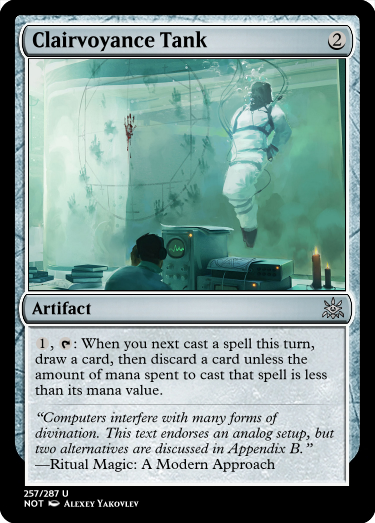 Clairvoyance Tank 2
Artifact
1, T: When you next cast a spell this turn,
draw a card, then discard a card unless the
amount of mana spent to cast that spell is less
than its mana value.
“Computers interfere with many forms of
divination. This text endorses an analog setup, but
two alternatives are discussed in Appendix B.”
—Ritual Magic: A Modern Approach
257/287 U
NOT Alexey Yakovlev